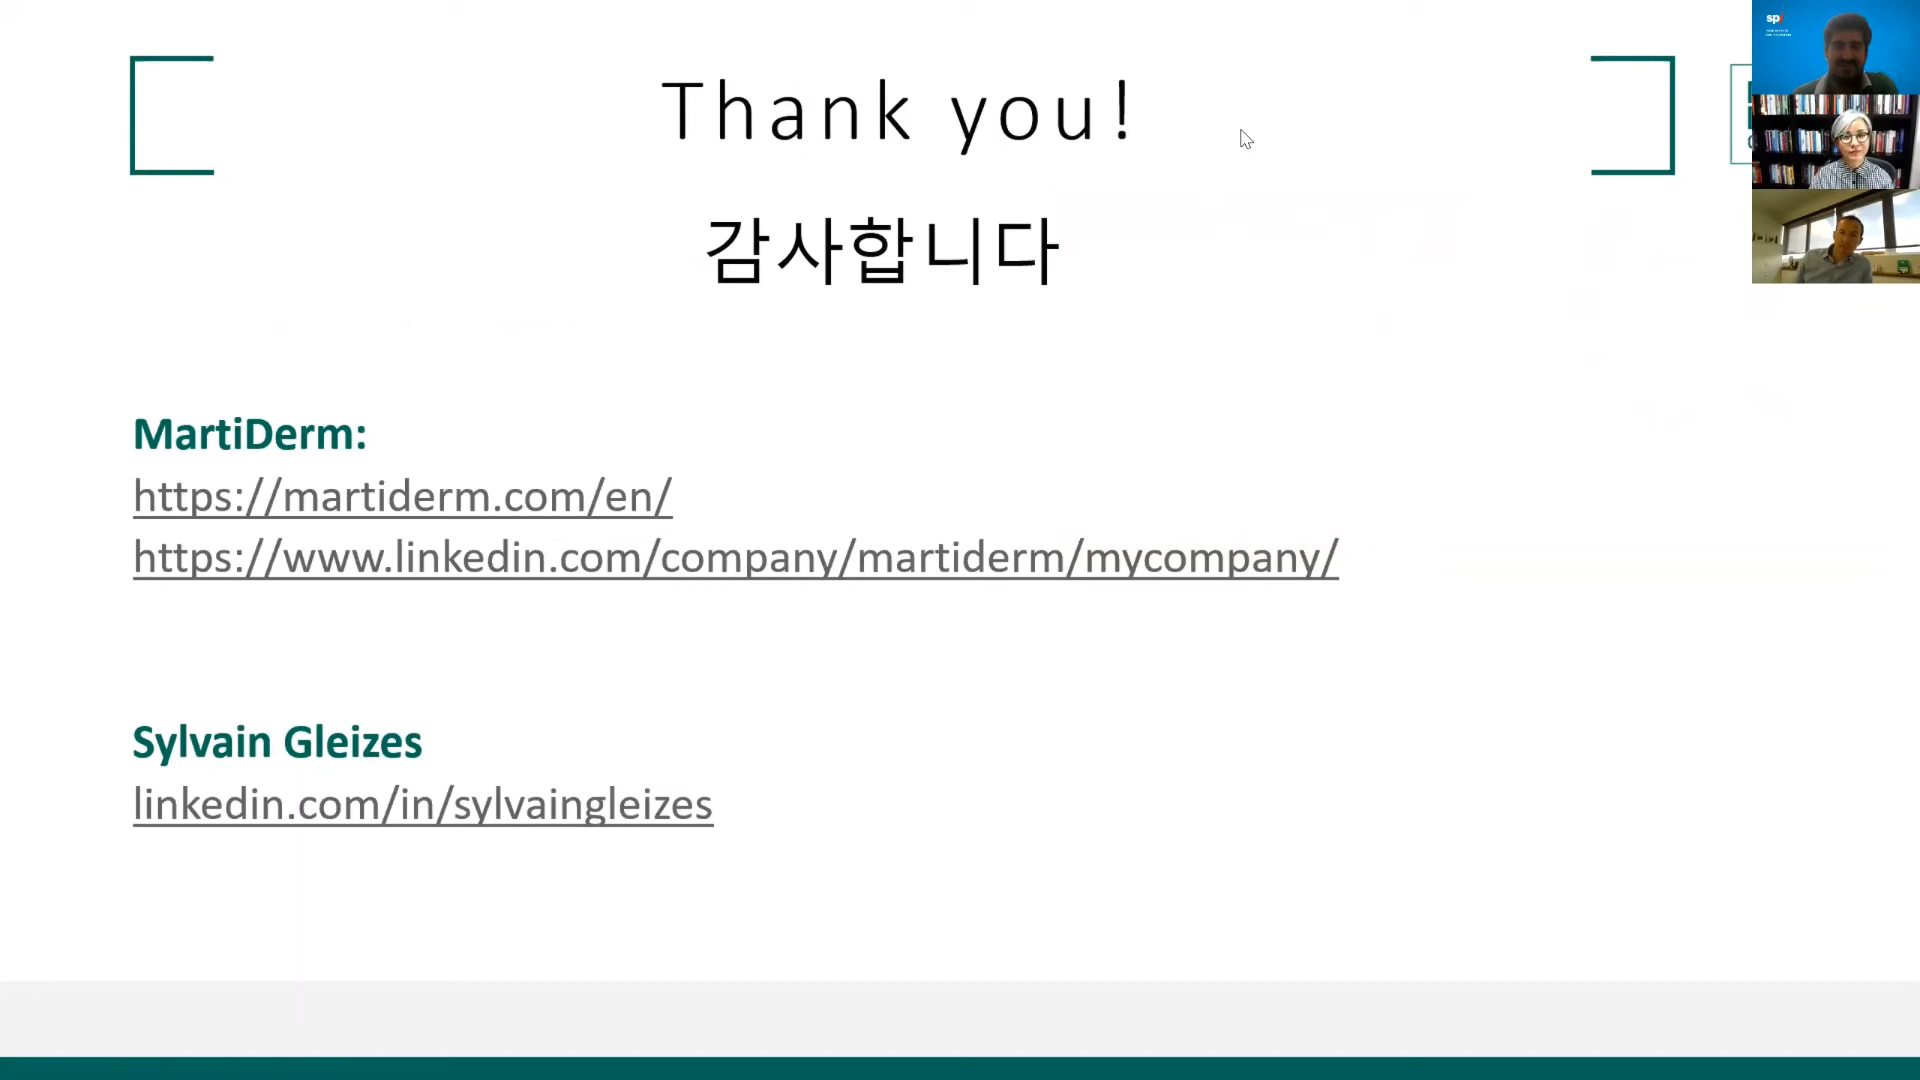 Thank you!
감사합니다
MartiDerm:
https://martiderm.com/en/
https://www.linkedin.com/company/martiderm/mycompany/
Sylvain Gleizes
linkedin.com/in/sylvaingleizes
sp/